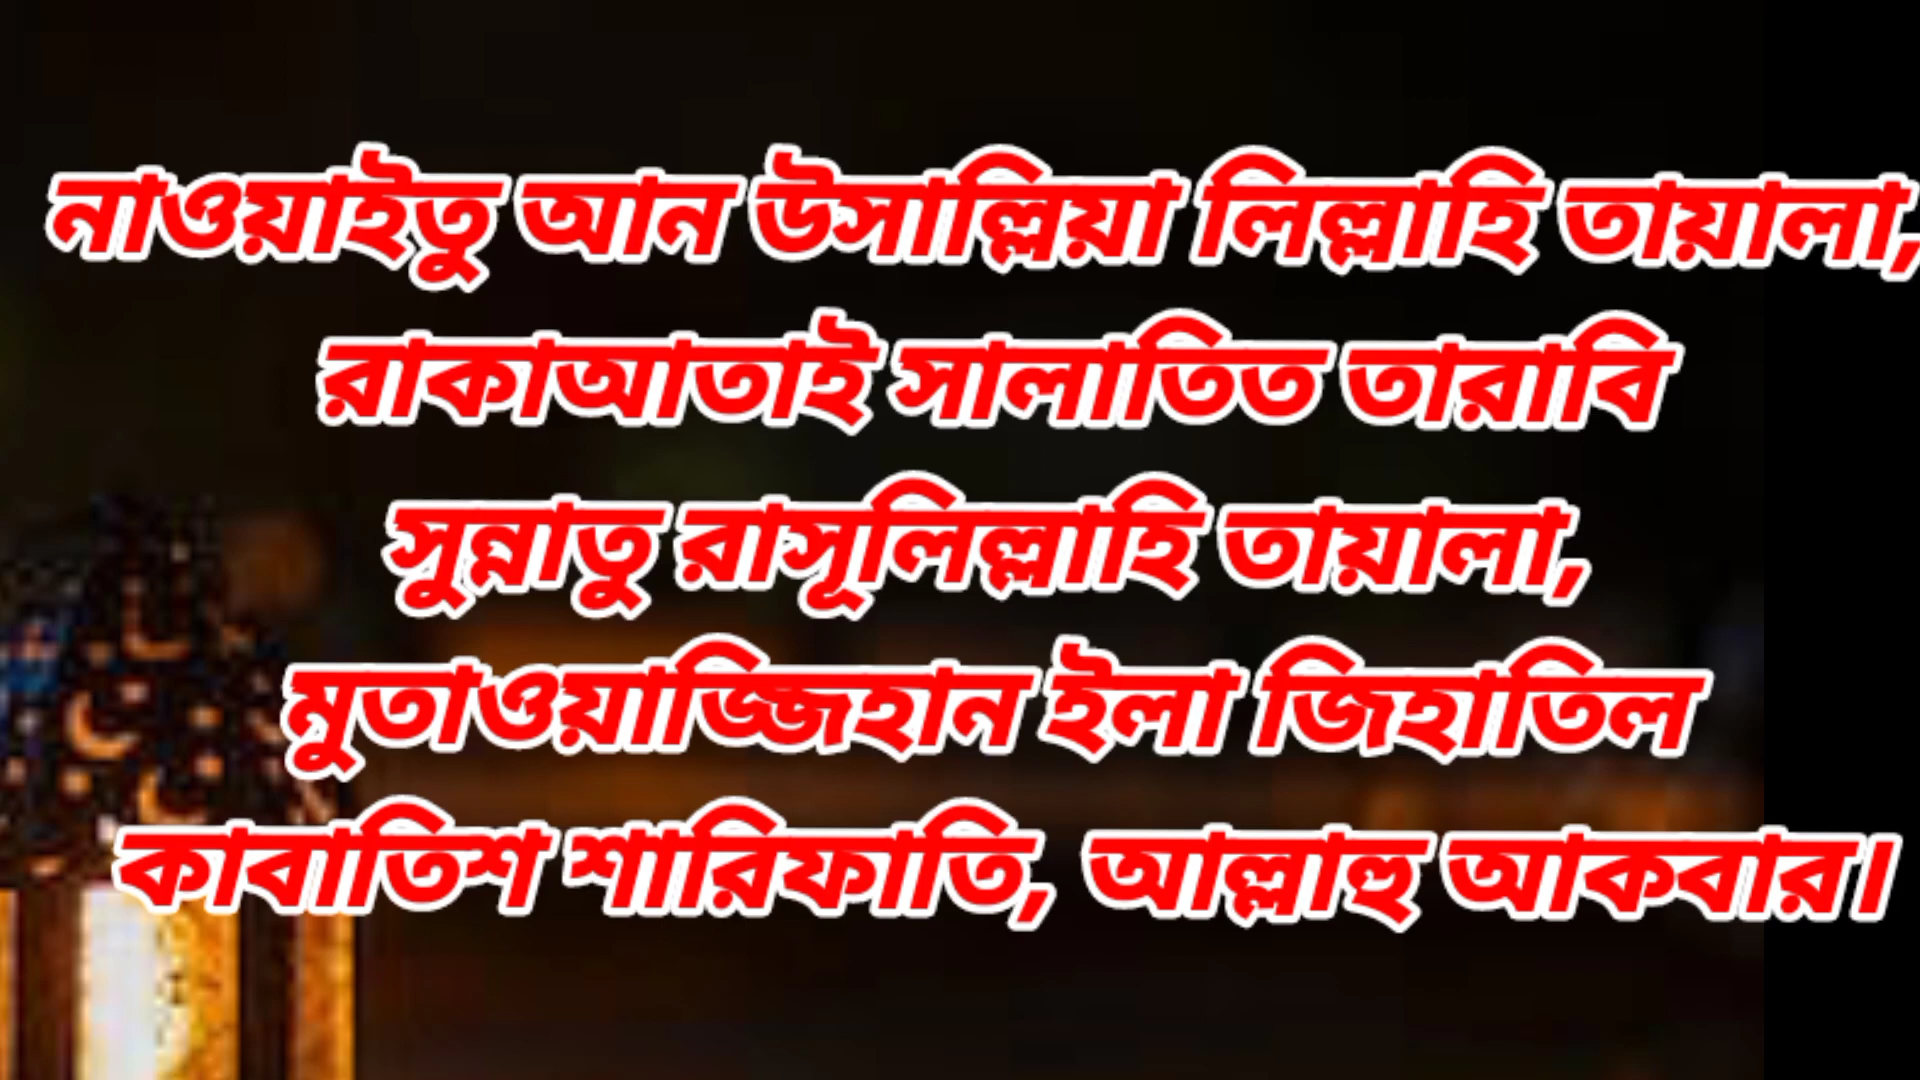 নাওয়াইতু আন উসাল্লিয়া লিল্লাহি তায়ালা,
রাকাআতাই সালাতিত তারাবি
সুন্নাতু রাসূলিল্লাহি তায়ালা,
মুতাওয়াজ্জিহান ইলা জিহাতিল
কাবাতিশ শারিফাতি, আল্লাহু আকবার।